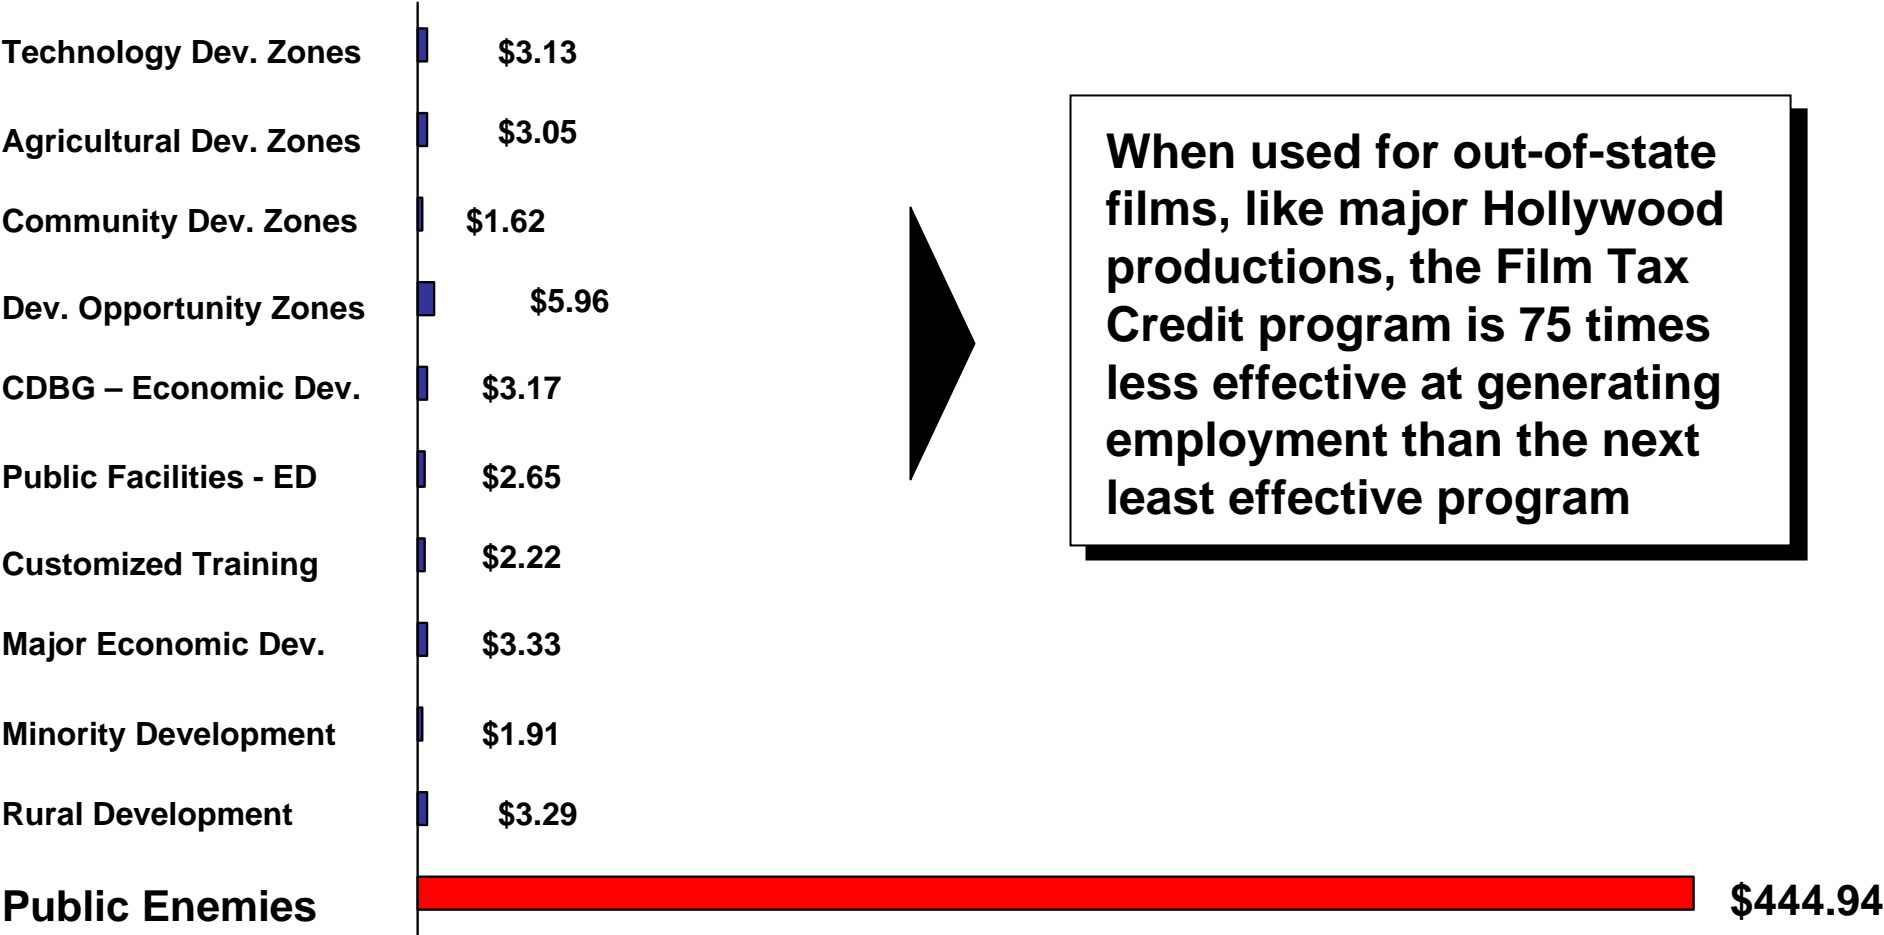 Technology Dev. Zones $3.13
Agricultural Dev. Zones $3.05
Community Dev. Zones $1.62
Dev. Opportunity Zones $5.96
CDBG – Economic Dev. $3.17
Public Facilities - ED $2.65
Customized Training $2.22
Major Economic Dev. $3.33
Minority Development $1.91
Rural Development $3.29
Public Enemies $444.94
When used for out-of-state
films, like major Hollywood
productions, the Film Tax
Credit program is 75 times
less effective at generating
employment than the next
least effective program